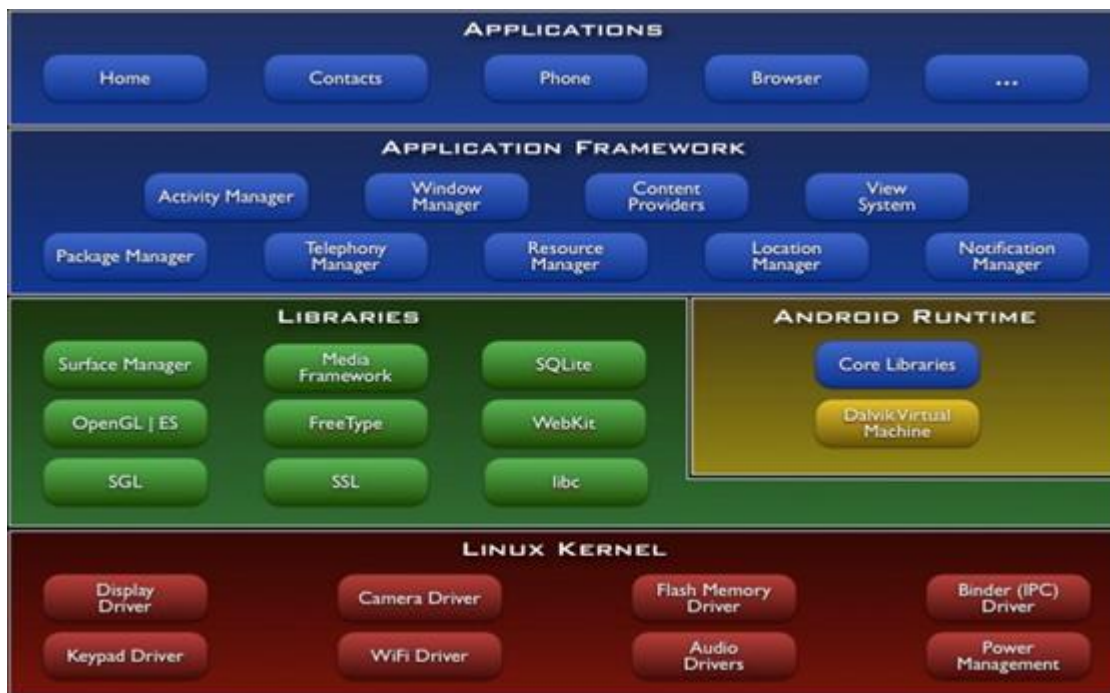 APPLICATIONS
Home
Contacts
Phone
Browser
...
APPLICATION FRAMEWORK
Activity Manager
Window
Manager
Content
Providers
View
System
Package Manager
Telephony
Manager
Resource
Manager
Location
Manager
Notification
Manager
LIBRARIES
Surface Manager
Media
Framework
SQLite
OpenGL | ES
FreeType
WebKit
SGL
SSL
libc
ANDROID RUNTIME
Core Libraries
Dalvik Virtual
Machine
LINUX KERNEL
Display
Driver
Camera Driver
Flash Memory
Driver
Binder (IPC)
Driver
Keypad Driver
WiFi Driver
Audio
Drivers
Power
Management